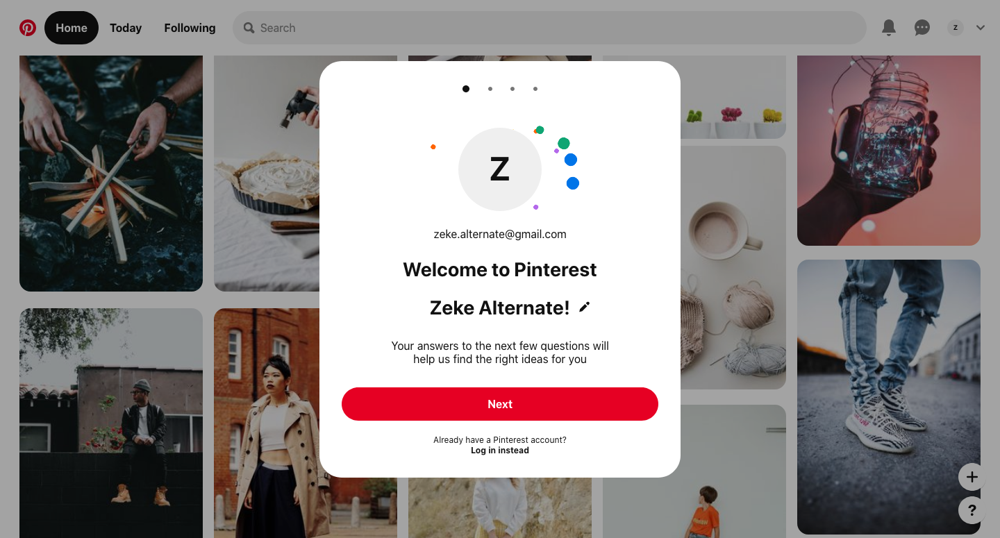 Home
Today
Following
Search
z
Z
zeke.alternate@gmail.com
Welcome to Pinterest
Zeke Alternate!
Your answers to the next few questions will
help us find the right ideas for you
Next
Already have a Pinterest account?
Log in instead
+
?